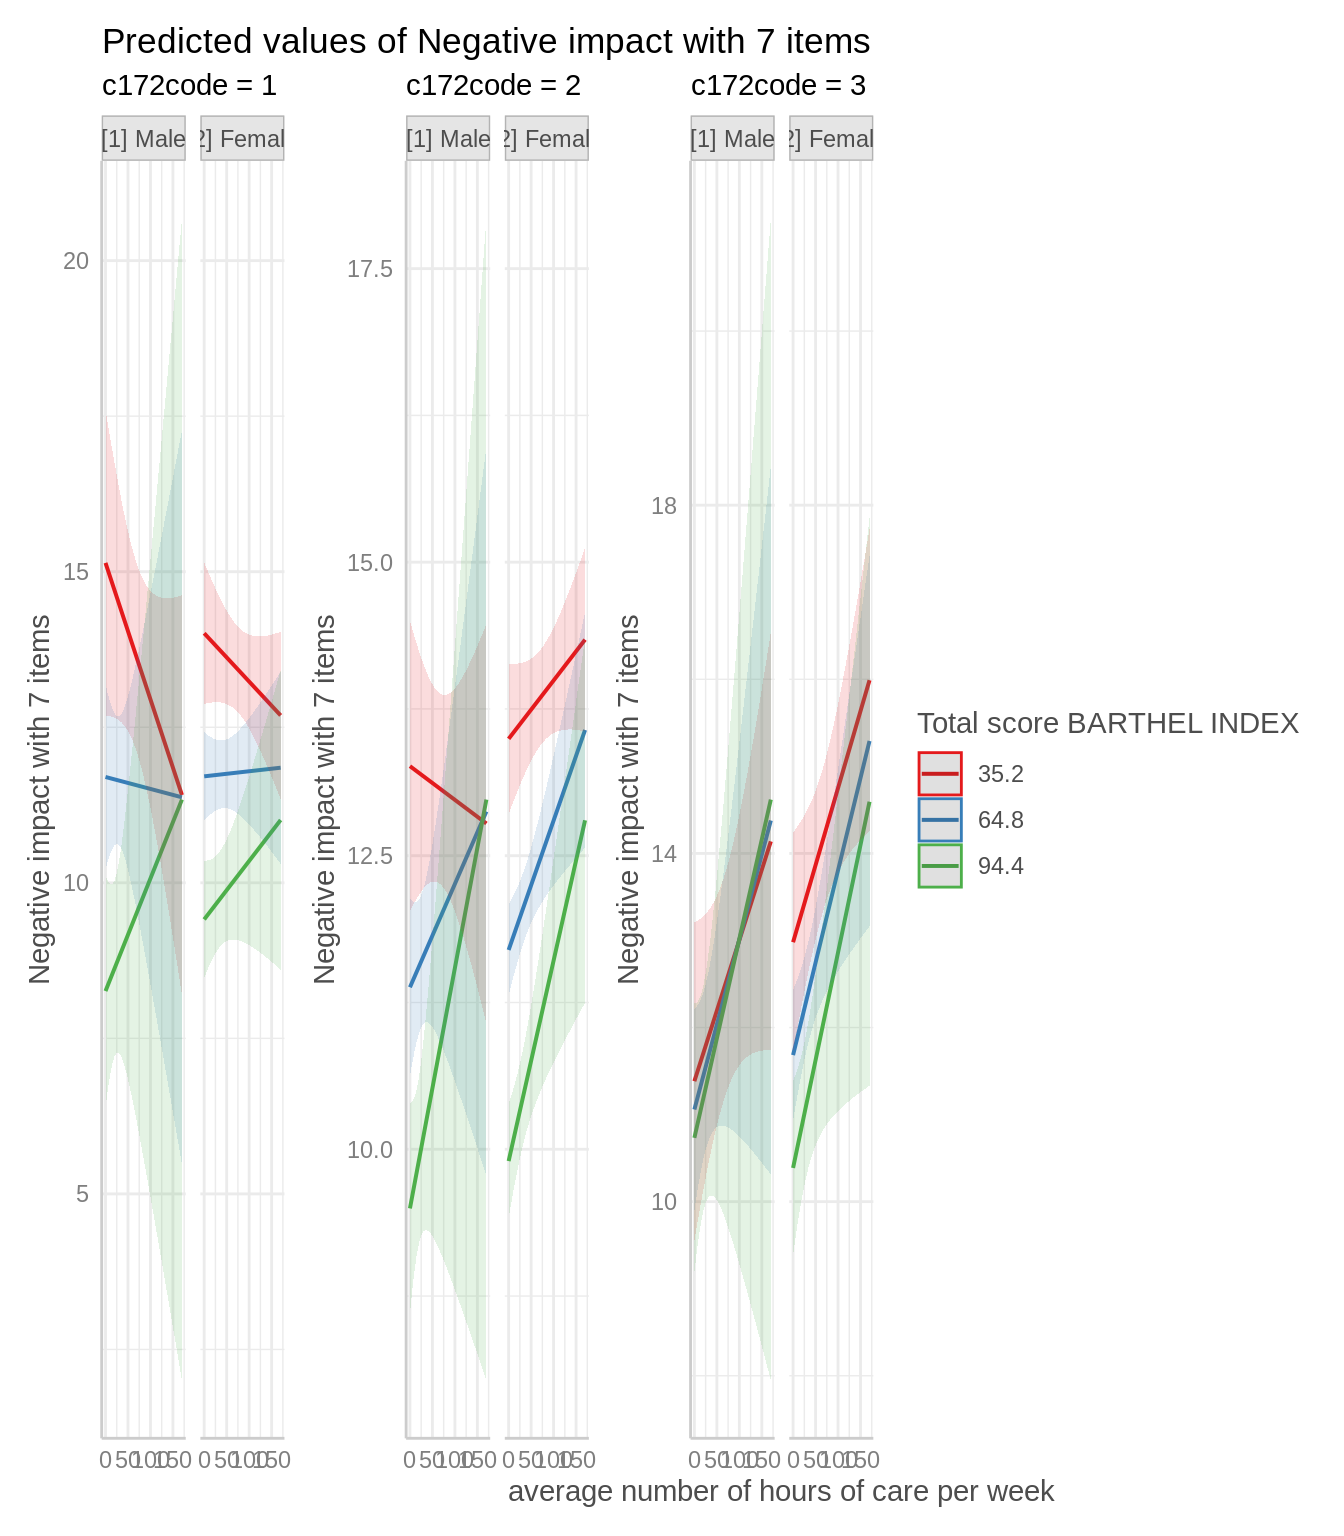 Predicted values of Negative impact with 7 items
c172code = 1
c172code = 2
c172code = 3
[1] Male
2] Femal
[1] Male
2] Femal
[1] Male
2] Femal
Negative impact with 7 items
20
15
10
5
Negative impact with 7 items
17.5
15.0
12.5
10.0
Negative impact with 7 items
18
14
10
0 50 100 150 0 50 100 150
0 50 100 150 0 50 100 150
0 50 100 150 0 50 100 150
average number of hours of care per week
Total score BARTHEL INDEX
35.2
64.8
94.4